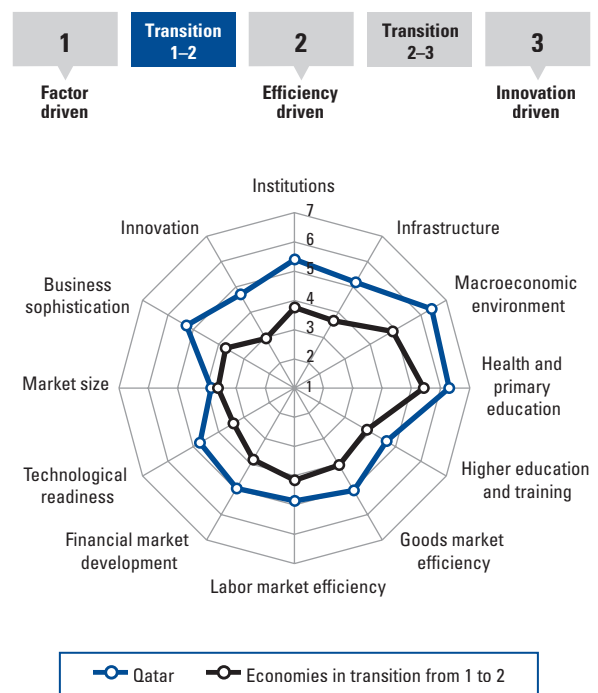 1
Transition
1–2
2
Transition
2–3
3
Factor
driven
Efficiency
driven
Innovation
driven
Institutions
7
Innovation
Infrastructure
6
5
Business
sophistication
Macroeconomic
environment
4
3
2
Market size
1
Health and
primary
education
Technological
readiness
Higher education
and training
Financial market
development
Goods market
efficiency
Labor market efficiency
Qatar
Economies in transition from 1 to 2